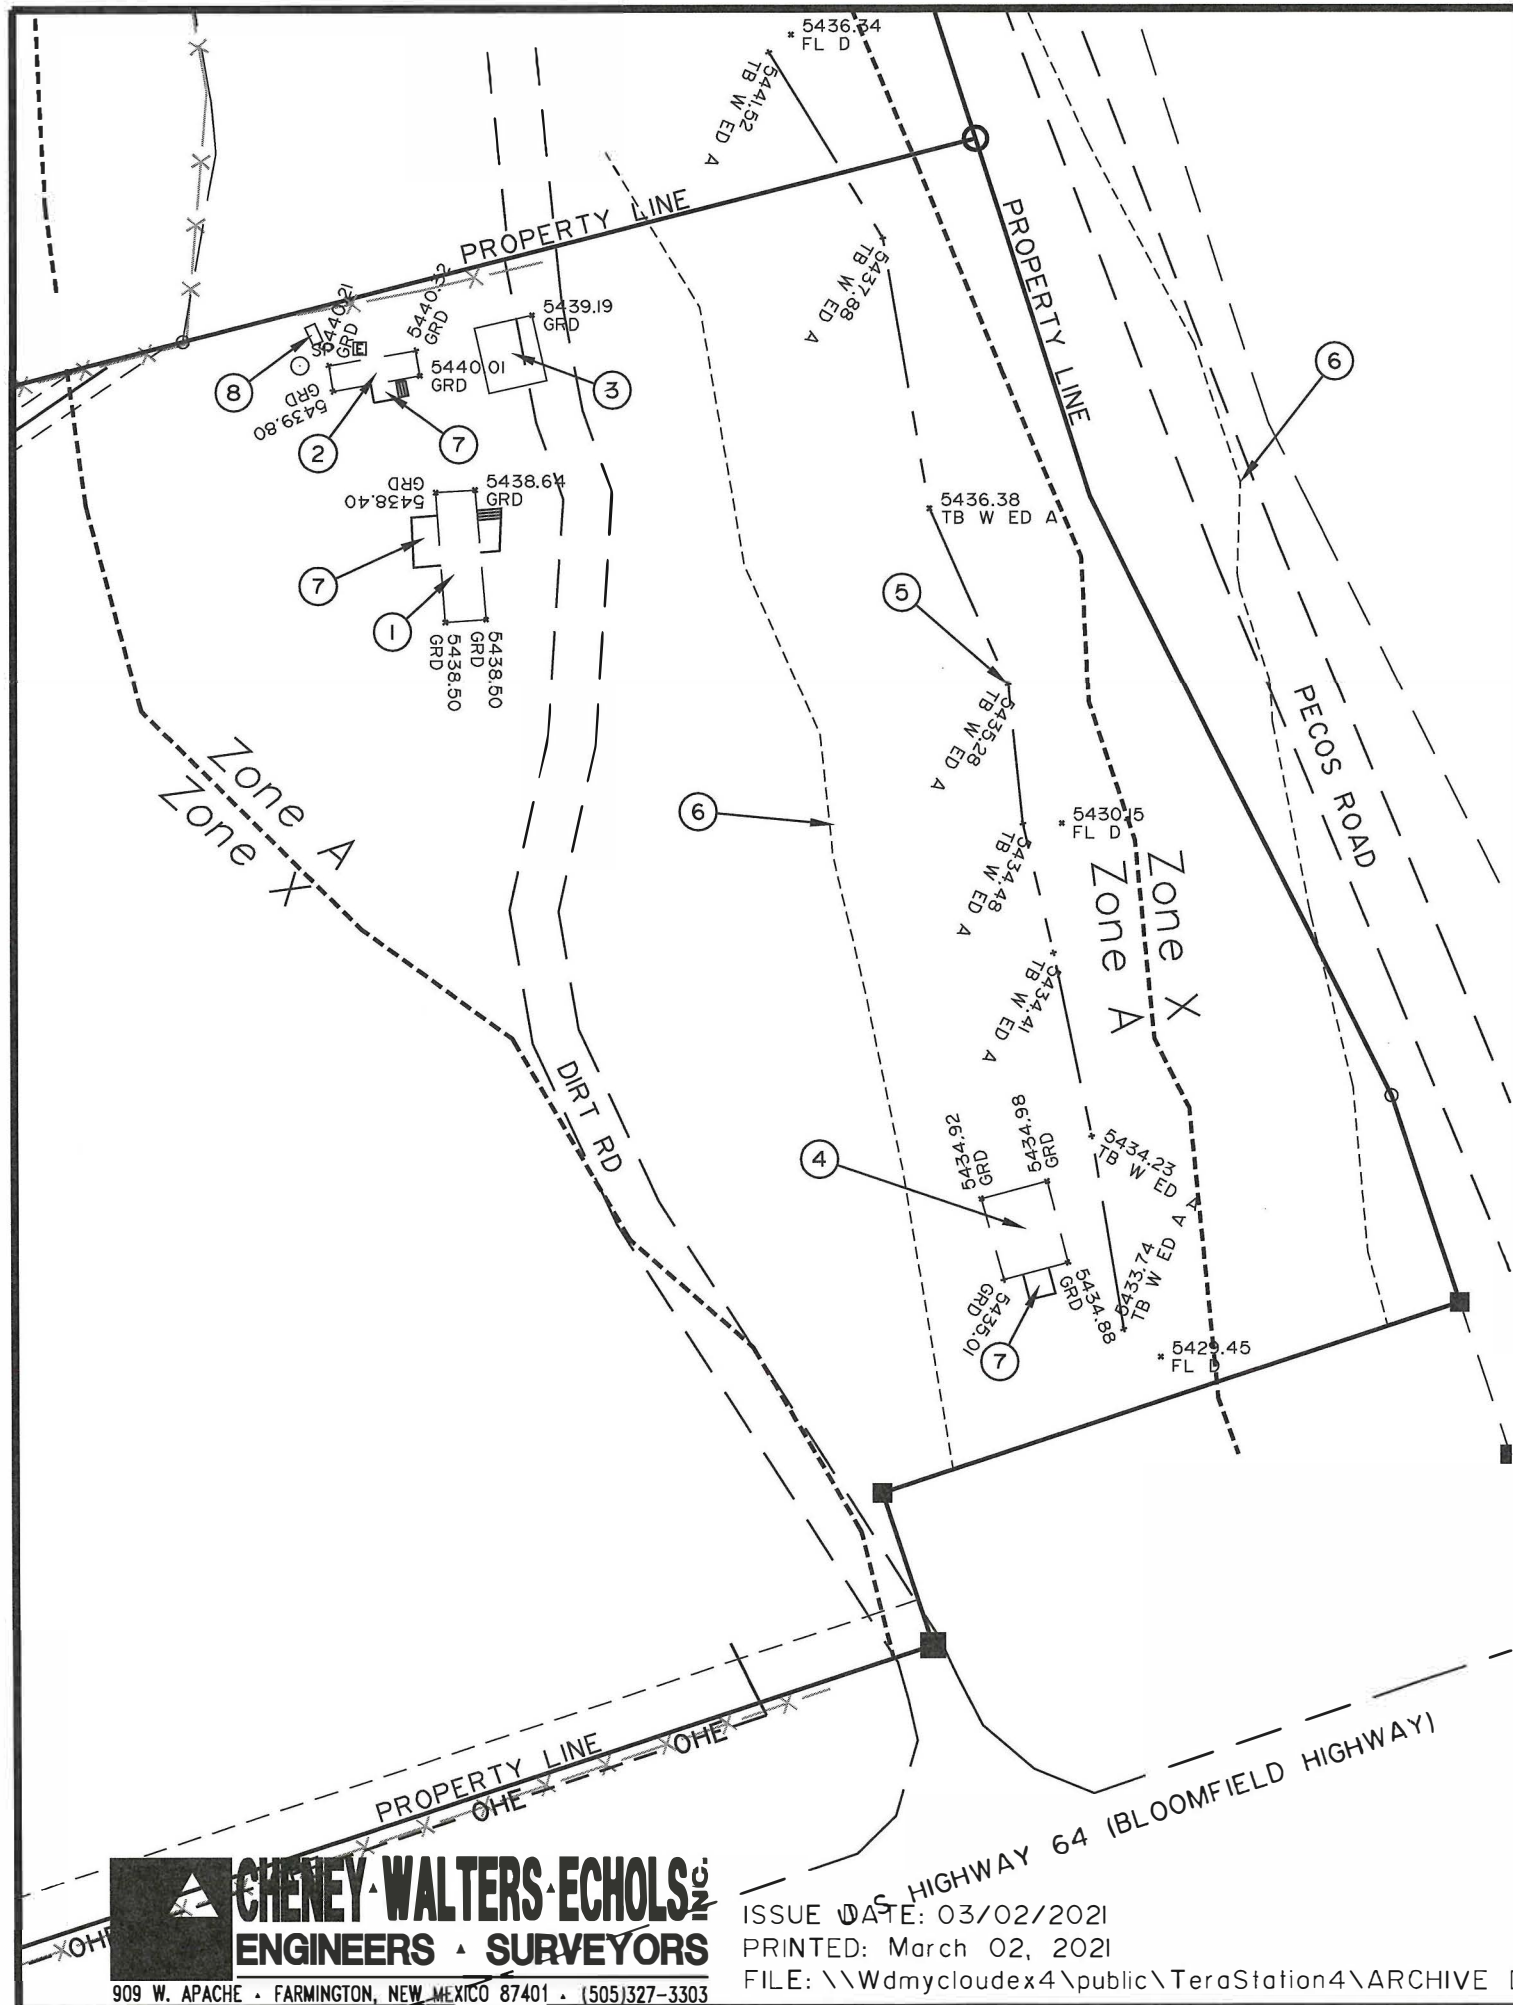 5436.34
FL D
5441.52
TB W ED A
PROPERTY LINE
PROPERTY LINE
5437.88
TB W ED A
5440.21
GRD
5440.32
GRD
5439.19
GRD
SP
E
5440.01
GRD
5439.80
GRD
8
2
7
3
6
5438.40
GRD
5438.64
GRD
7
1
5438.50
GRD
5438.50
GRD
5436.38
TB W ED A
5
5435.28
TB W ED A
PECOS ROAD
Zone A
Zone X
6
5430.15
FL D
5434.48
TB W ED A
Zone X
Zone A
5434.41
TB W ED A
DIRT RD
4
5434.92
GRD
5434.98
GRD
5434.23
TB W ED A
5433.74
TB W ED A
5435.01
GRD
5434.88
GRD
7
5429.45
FL D
PROPERTY LINE
OHE
OHE
OHE
U S HIGHWAY 64 (BLOOMFIELD HIGHWAY)
CHENEY WALTERS ECHOLS INC.
ENGINEERS SURVEYORS
909 W. APACHE • FARMINGTON, NEW MEXICO 87401 • (505)327-3303
ISSUE DATE: 03/02/2021
PRINTED: March 02, 2021
FILE: \\Wdmycloudex4\public\TeraStation4\ARCHIVE D